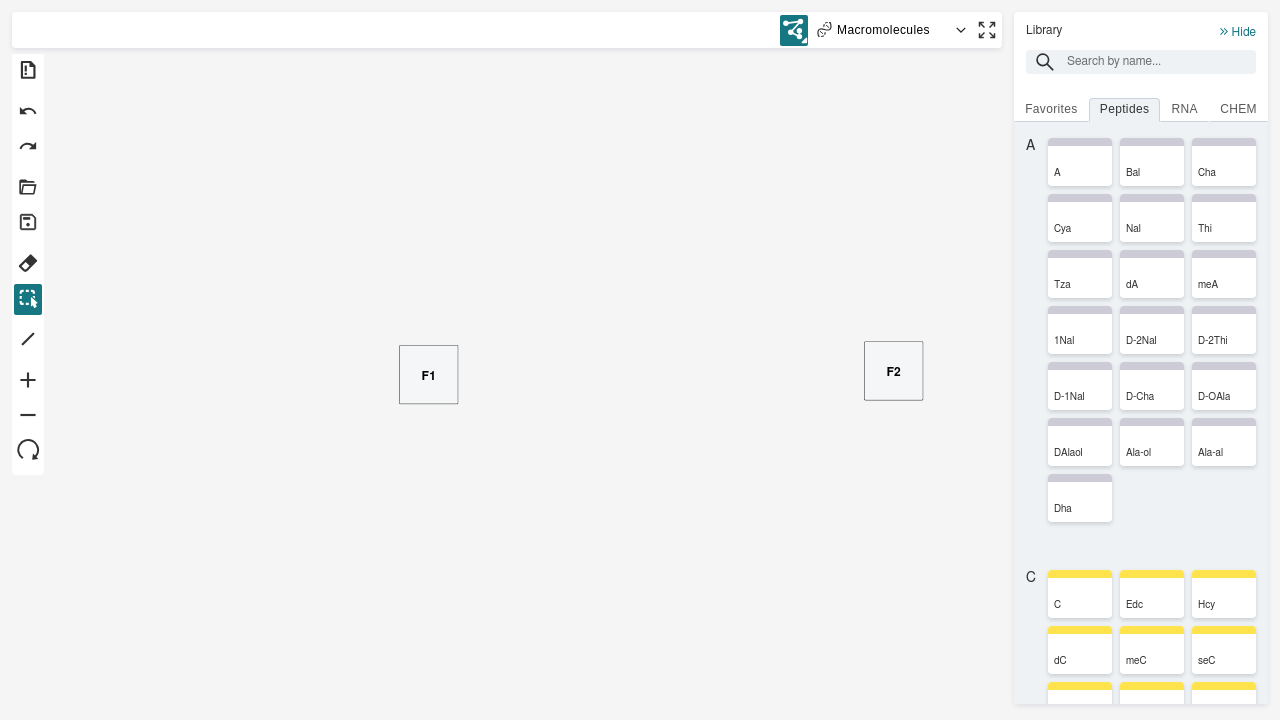 Macromolecules
Library
Hide
Search by name...
Favorites
Peptides
RNA
CHEM
A
A
Bal
Cha
Cya
Nal
Thi
Tza
dA
meA
1Nal
D-2Nal
D-2Thi
D-1Nal
D-Cha
D-OAla
DAlaol
Ala-ol
Ala-al
Dha
C
C
Edc
Hcy
dC
meC
seC
F1
F2